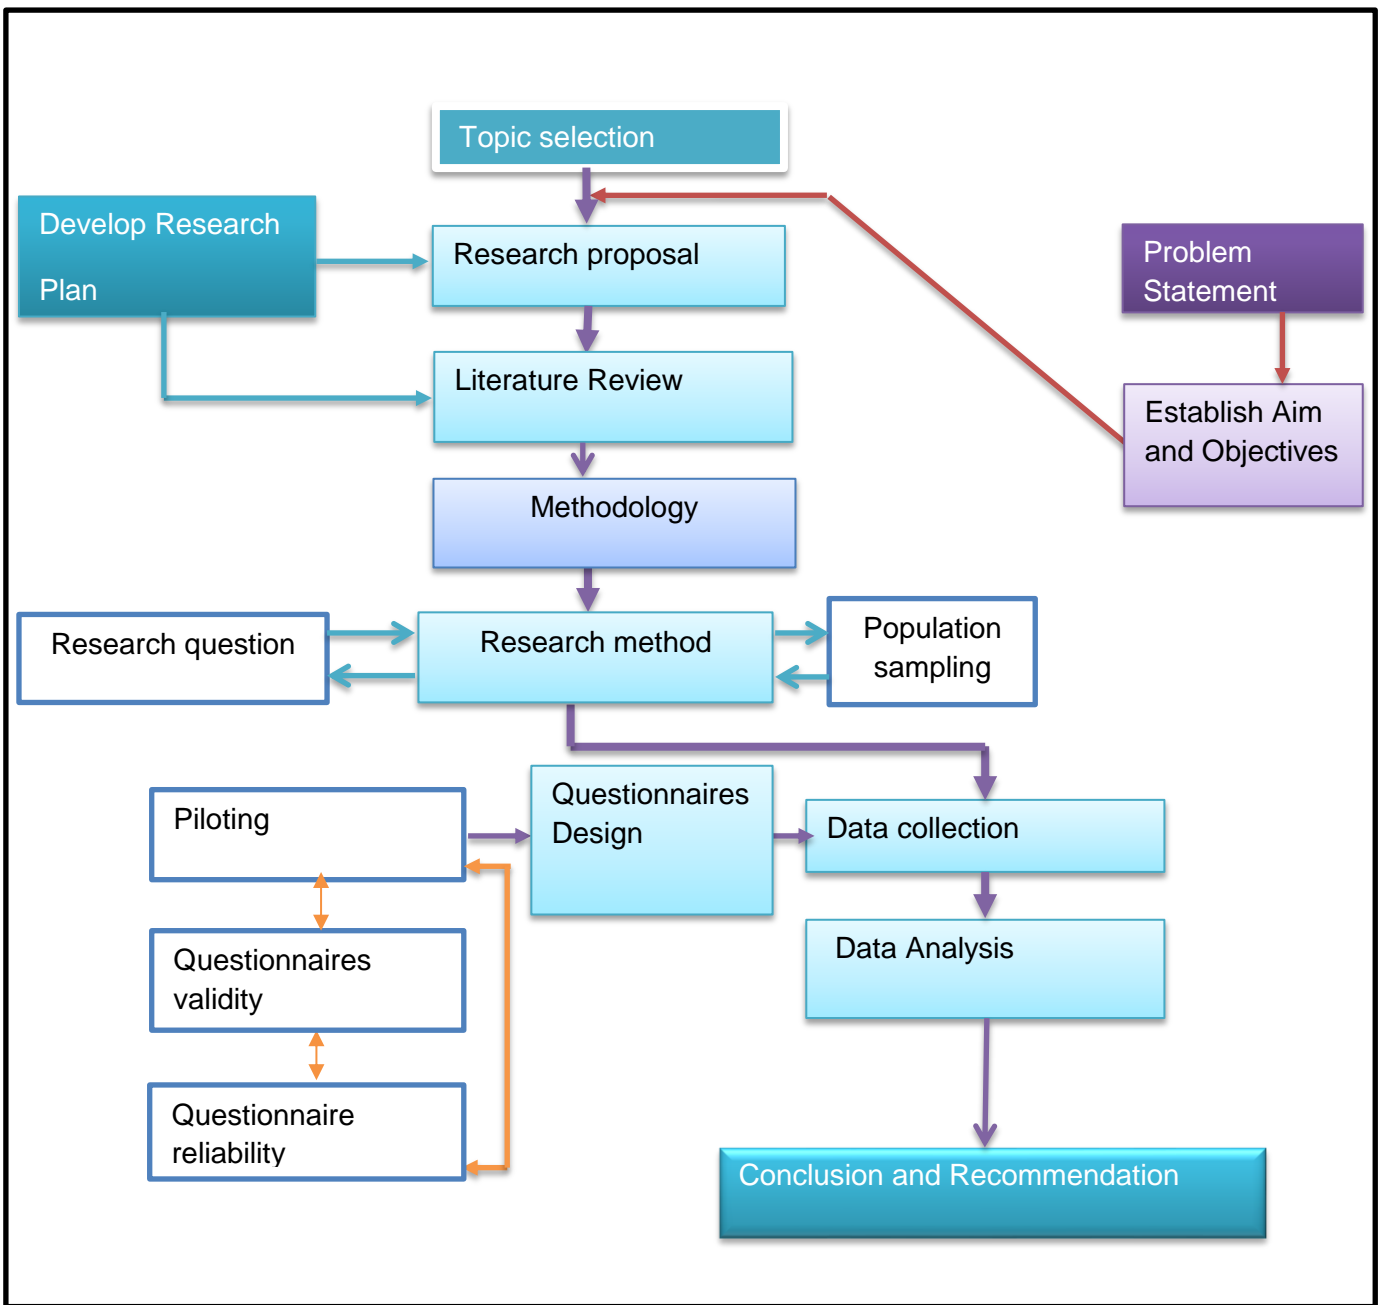 Topic selection
Develop Research
Plan
Research proposal
Problem
Statement
Literature Review
Establish Aim
and Objectives
Methodology
Research question
Research method
Population
sampling
Piloting
Questionnaires
Design
Data collection
Questionnaires
validity
Data Analysis
Questionnaire
reliability
Conclusion and Recommendation